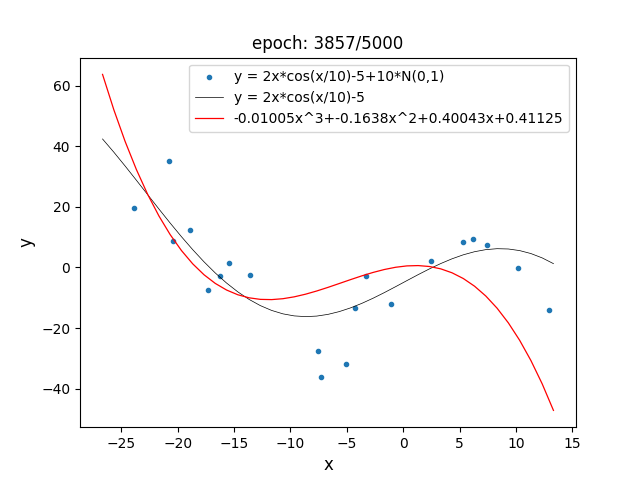 epoch: 3857/5000
y = 2x*cos(x/10)-5+10*N(0,1)
y = 2x*cos(x/10)-5
-0.01005x^3+-0.1638x^2+0.40043x+0.41125
60
40
20
0
−20
−40
y
−25 −20 −15 −10 −5 0 5 10 15
x